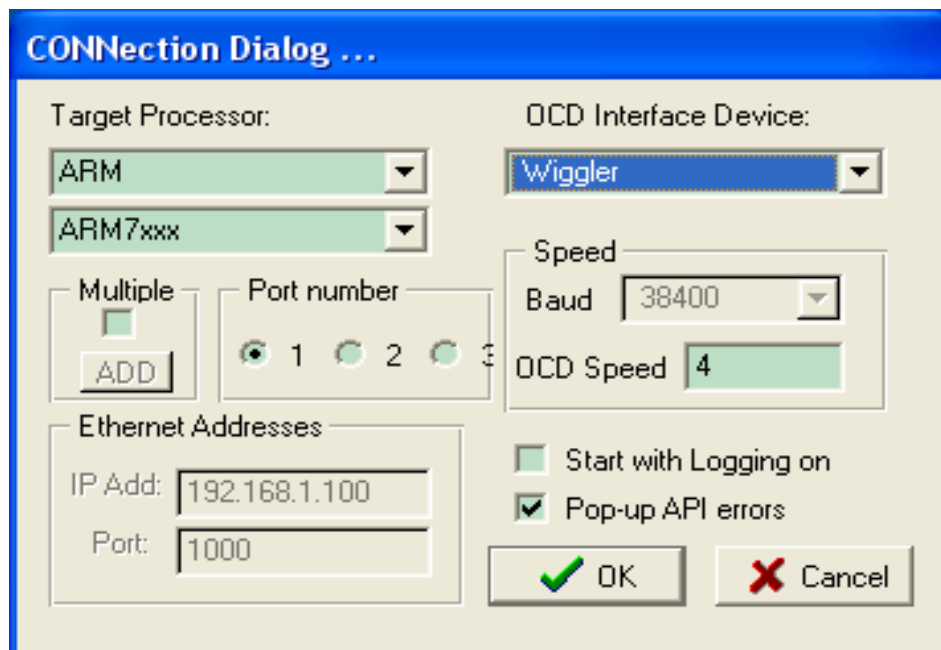 CONNection Dialog ...
Target Processor:
OCD Interface Device:
ARM
Wiggler
ARM7xxx
Speed
Multiple
Port number
Baud
38400
1
2
3
ADD
OCD Speed
4
Ethernet Addresses
IP Add:
192.168.1.100
Start with Logging on
Port:
1000
Pop-up API errors
OK
Cancel